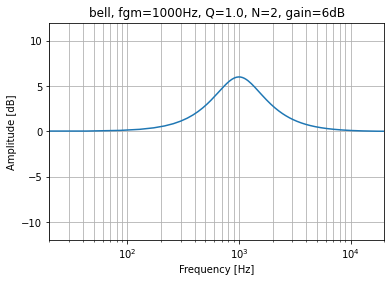 bell, fgm=1000Hz, Q=1.0, N=2, gain=6dB
Amplitude [dB]
10
5
0
−5
−10
10²
10³
10⁴
Frequency [Hz]